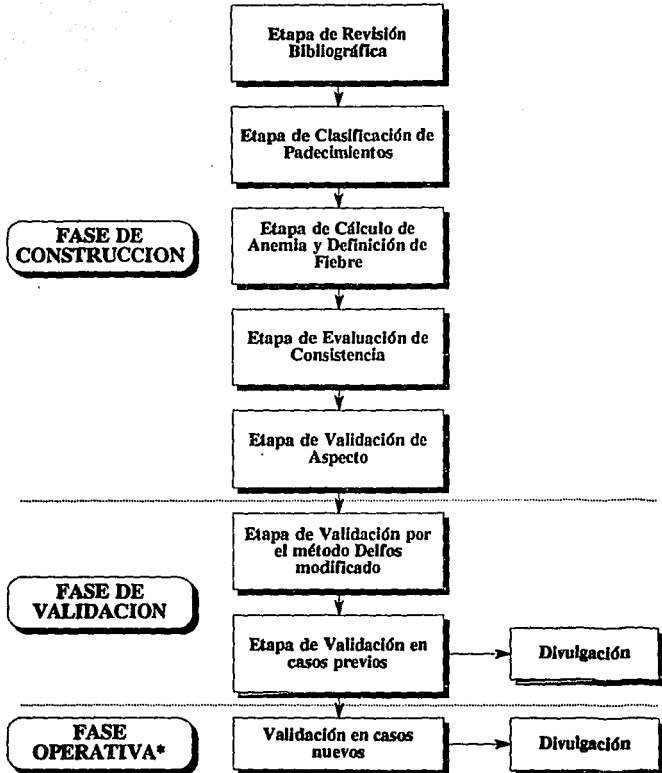 Etapa de Revisión
Bibliográfica
Etapa de Clasificación de
Padecimientos
FASE DE
CONSTRUCCION
Etapa de Cálculo de
Anemia y Definición de
Fiebre
Etapa de Evaluación de
Consistencia
Etapa de Validación de
Aspecto
Etapa de Validación por
el método Delfos
modificado
FASE DE
VALIDACION
Etapa de Validación en
casos previos
Divulgación
FASE
OPERATIVA*
Validación en casos
nuevos
Divulgación